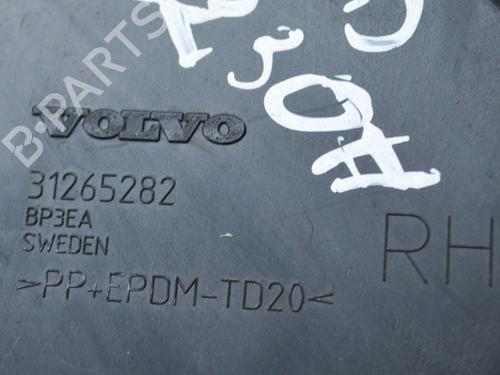 VOLVO
31265282
BP3EA
SWEDEN
RH
>PP+EPDM-TD20<
B-PARTS